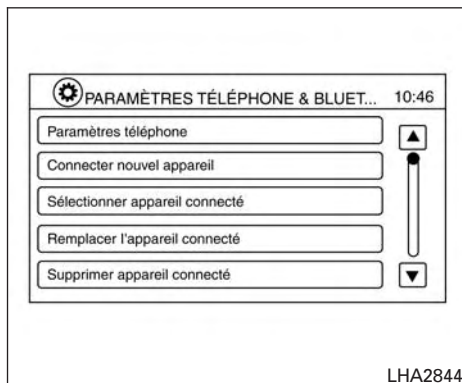 PARAMÈTRES TÉLÉPHONE & BLUET... 10:46
Paramètres téléphone
Connecter nouvel appareil
Sélectionner appareil connecté
Remplacer l'appareil connecté
Supprimer appareil connecté
LHA2844